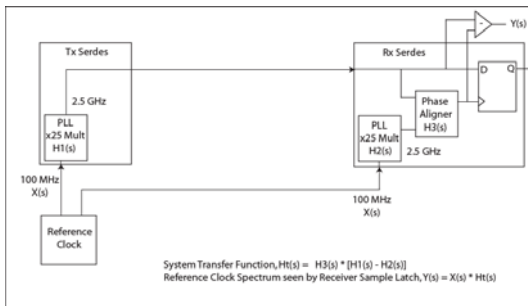 Tx Serdes
Rx Serdes
-
Y(s)
D
Q
2.5 GHz
PLL
x25 Mult
H1(s)
Phase
Aligner
H3(s)
PLL
x25 Mult
H2(s)
2.5 GHz
100 MHz
X(s)
100 MHz
X(s)
Reference
Clock
System Transfer Function, Ht(s) = H3(s) * [H1(s) - H2(s)]
Reference Clock Spectrum seen by Receiver Sample Latch, Y(s) = X(s) * Ht(s)